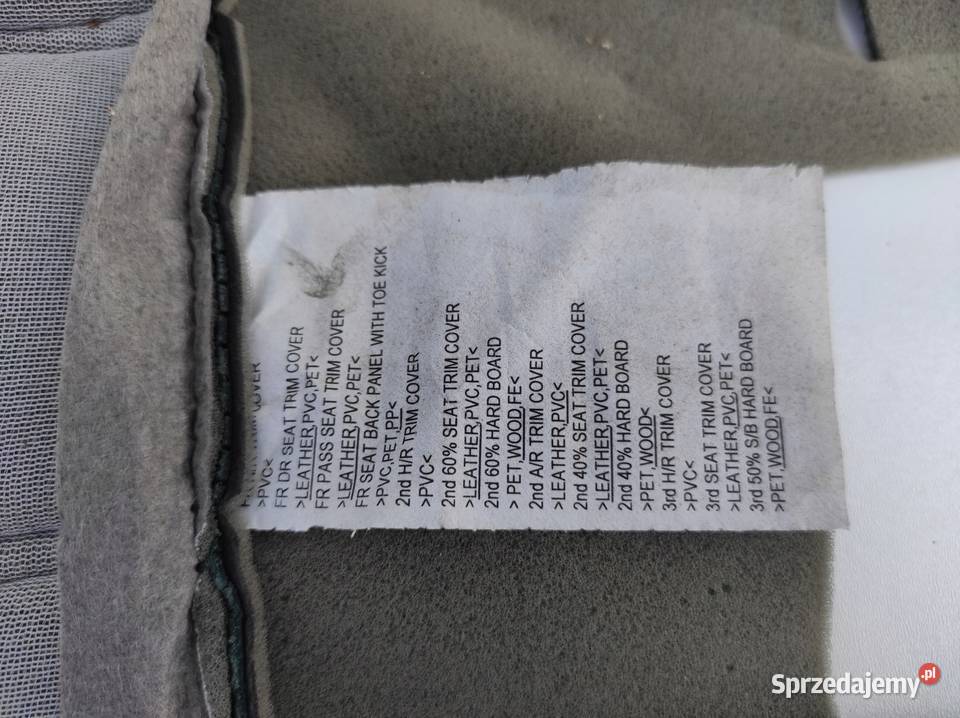 TRIM COVER
>PVC<
FR DR SEAT TRIM COVER
>LEATHER,PVC,PET<
FR PASS SEAT TRIM COVER
>LEATHER,PVC,PET<
FR SEAT BACK PANEL WITH TOE KICK
>PVC,PET,PP<
2nd H/R TRIM COVER
>PVC<
2nd 60% SEAT TRIM COVER
>LEATHER,PVC,PET<
2nd 60% HARD BOARD
> PET,WOOD,FE<
2nd A/R TRIM COVER
>LEATHER,PVC<
2nd 40% SEAT TRIM COVER
>LEATHER,PVC,PET<
2nd 40% HARD BOARD
>PET,WOOD<
3rd H/R TRIM COVER
>PVC<
3rd SEAT TRIM COVER
>LEATHER,PVC,PET<
3rd 50% S/B HARD BOARD
>PET,WOOD,FE<
Sprzedajemy.pl